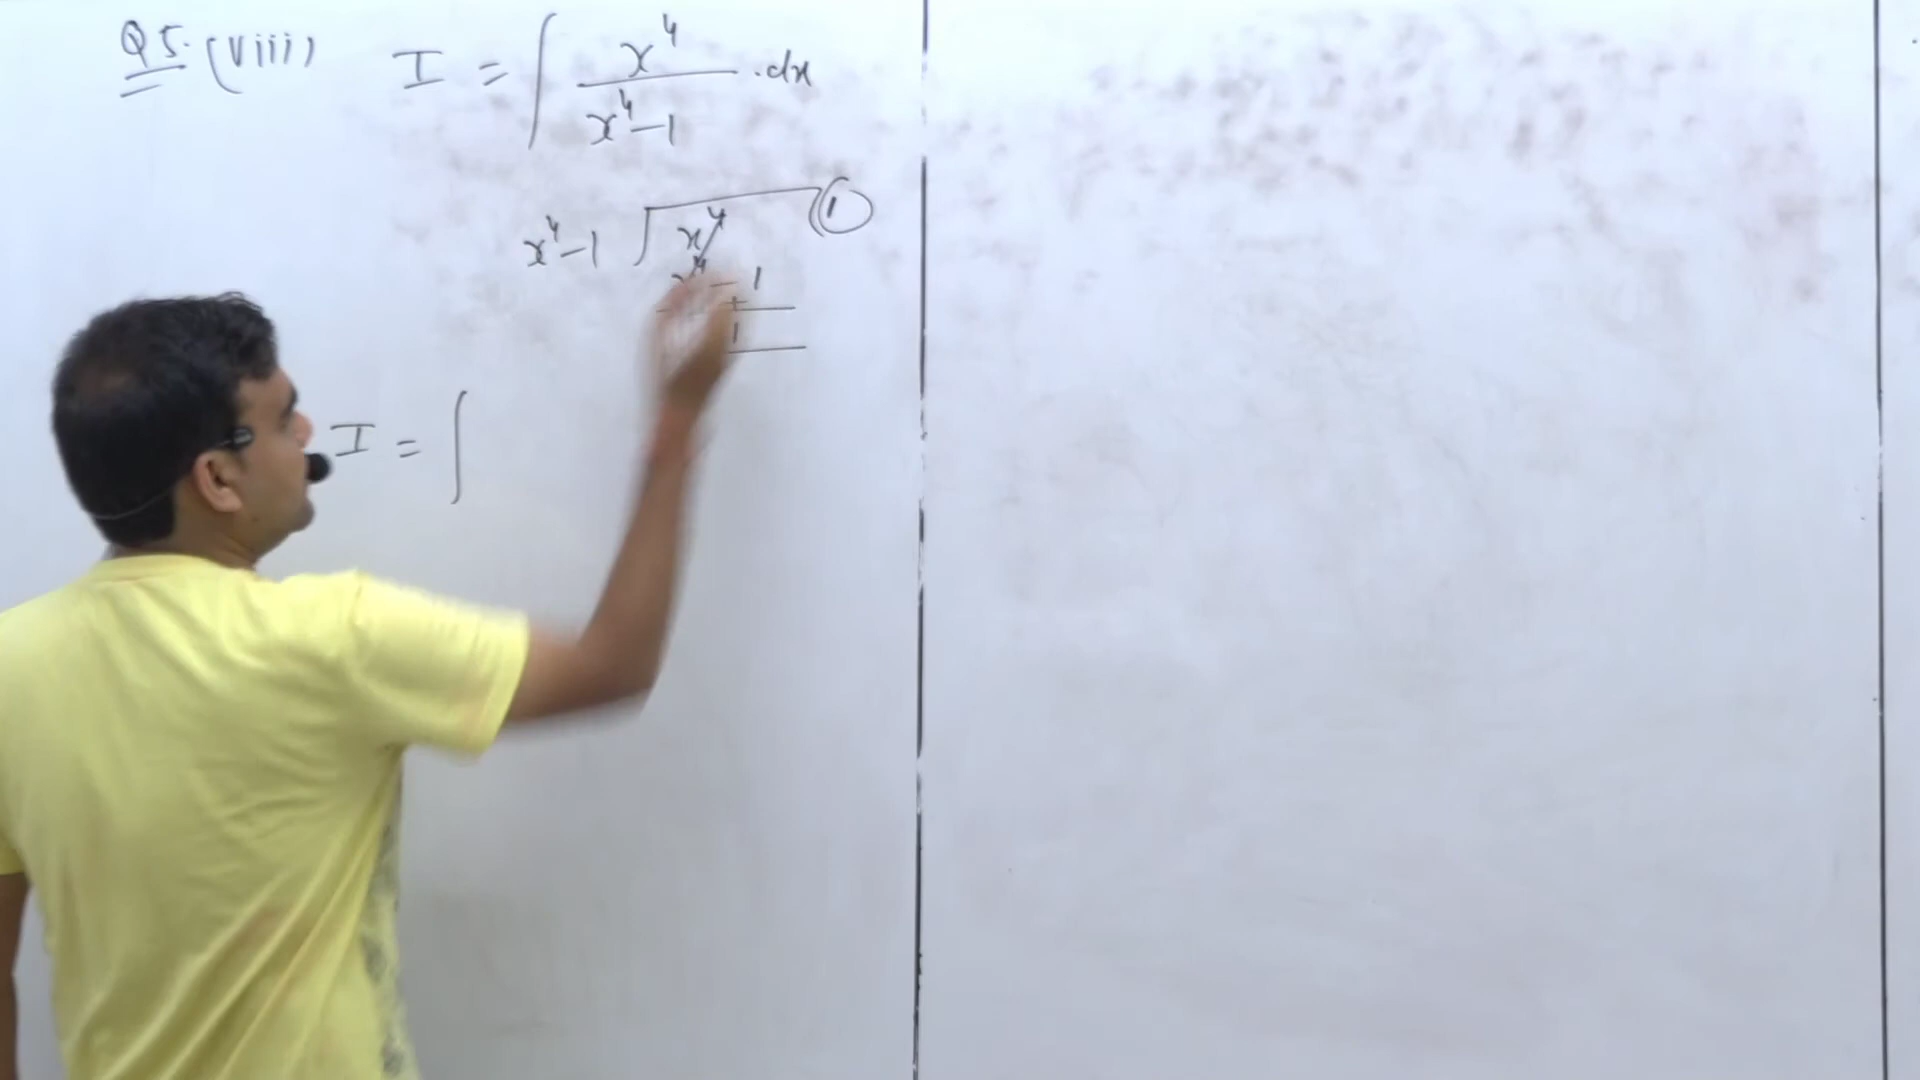 Q5. (viii) I = ∫ x⁴ / x⁴-1 .dx
x⁴-1 ) x⁴ ( 1
x⁴ - 1
+
1
I = ∫